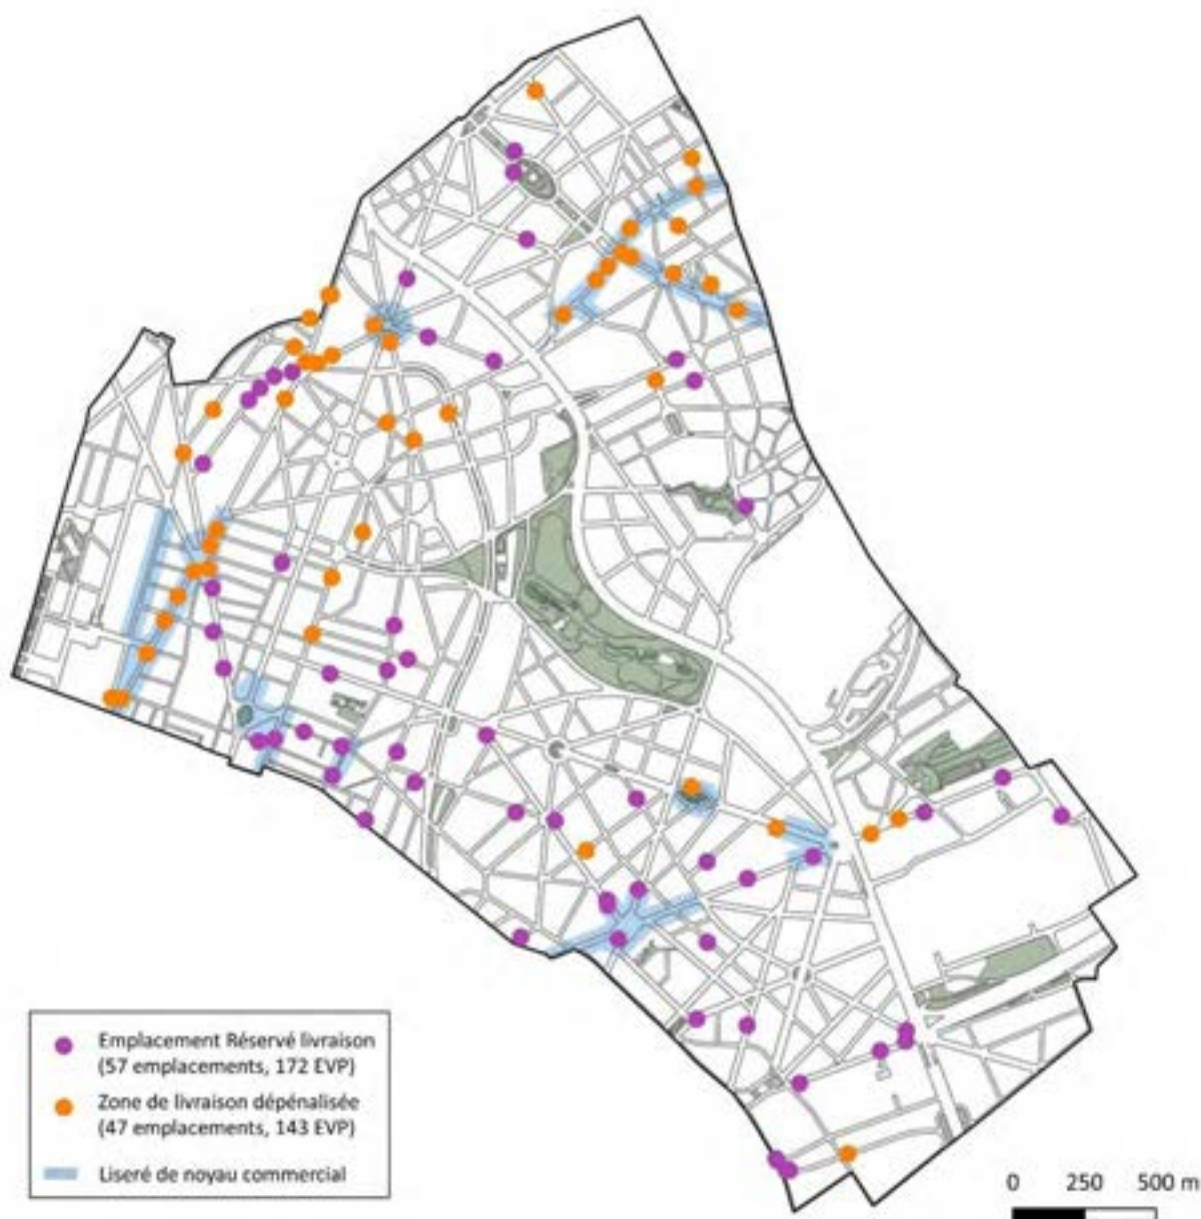 Emplacement Réservé livraison
(57 emplacements, 172 EVP)
Zone de livraison dépénalisée
(47 emplacements, 143 EVP)
Liseré de noyau commercial
0 250 500 m